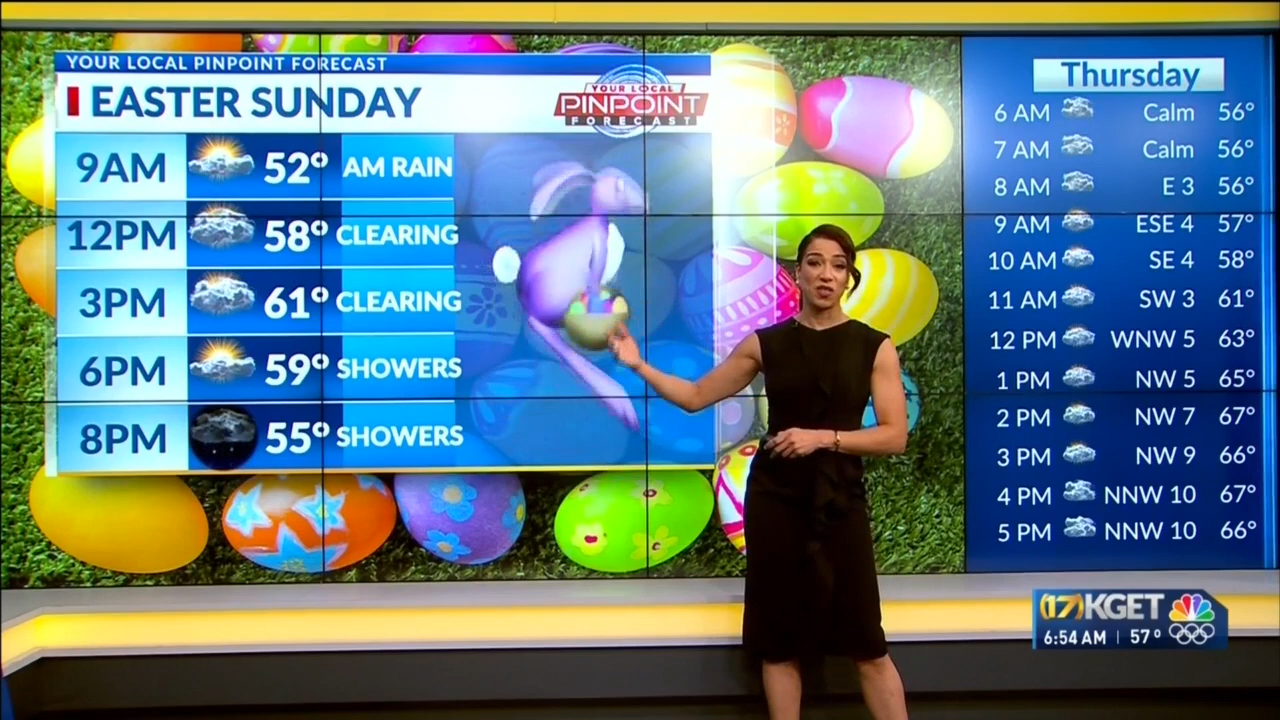 YOUR LOCAL PINPOINT FORECAST
EASTER SUNDAY
YOUR LOCAL
PINPOINT
FORECAST
9AM 52° AM RAIN
12PM 58° CLEARING
3PM 61° CLEARING
6PM 59° SHOWERS
8PM 55° SHOWERS
Thursday
6 AM Calm 56°
7 AM Calm 56°
8 AM E 3 56°
9 AM ESE 4 57°
10 AM SE 4 58°
11 AM SW 3 61°
12 PM WNW 5 63°
1 PM NW 5 65°
2 PM NW 7 67°
3 PM NW 9 66°
4 PM NNW 10 67°
5 PM NNW 10 66°
17 KGET
6:54 AM 57°